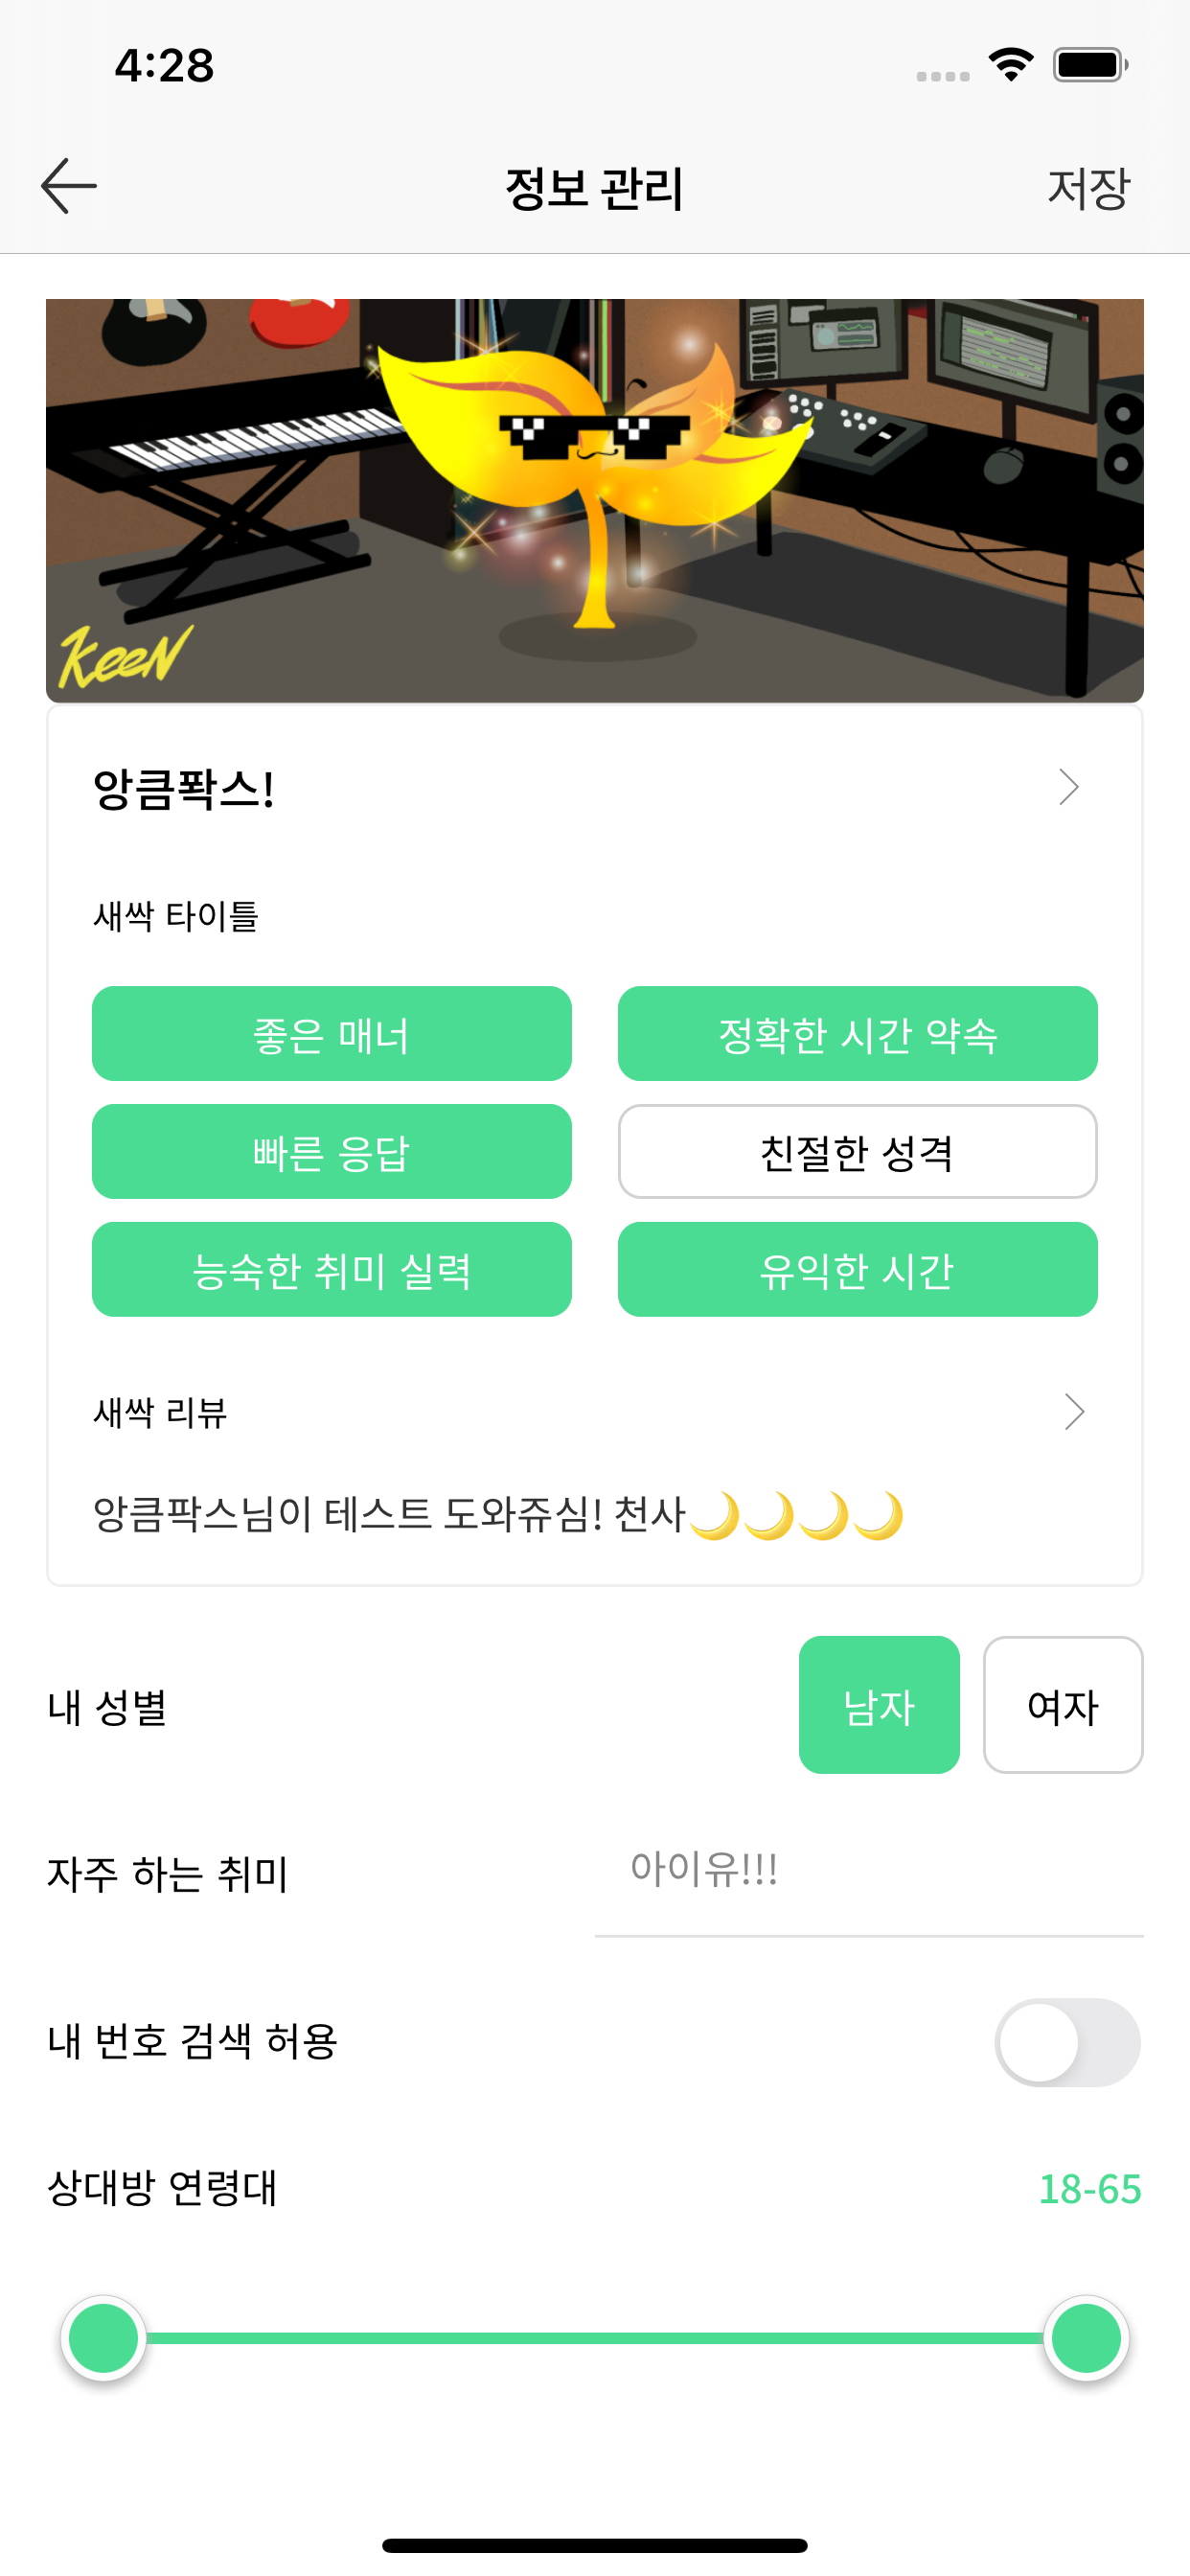 4:28
정보 관리
저장
KeeN
앙큼팍스!
새싹 타이틀
좋은 매너
정확한 시간 약속
빠른 응답
친절한 성격
능숙한 취미 실력
유익한 시간
새싹 리뷰
앙큼팍스님이 테스트 도와쥬심! 천사🌙🌙🌙🌙
내 성별
남자
여자
자주 하는 취미
아이유!!!
내 번호 검색 허용
상대방 연령대
18-65